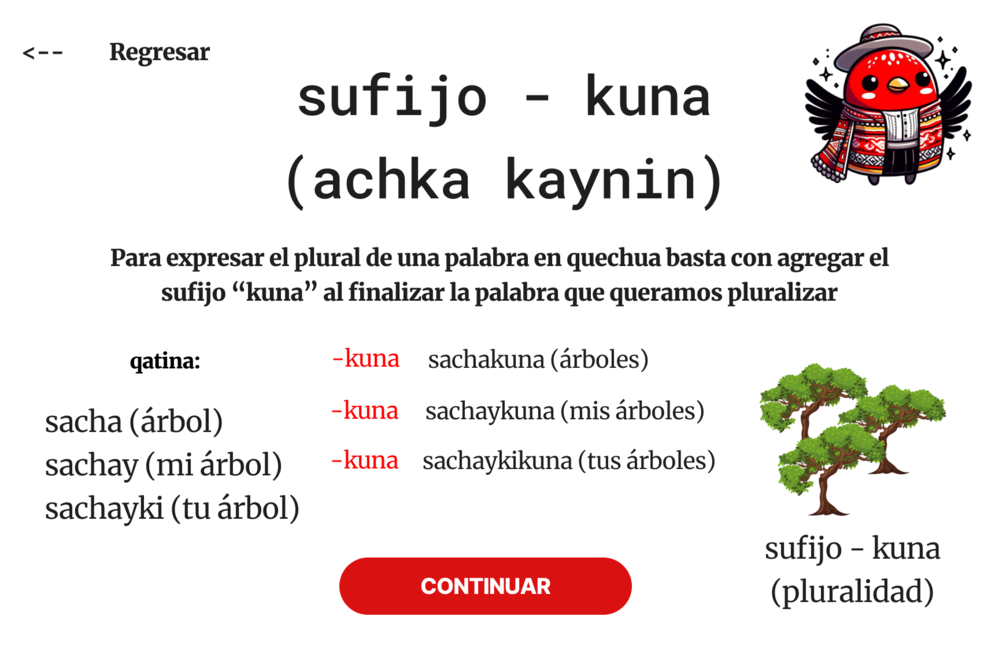 <-- Regresar
sufijo - kuna
(achka kaynin)
Para expresar el plural de una palabra en quechua basta con agregar el
sufijo “kuna” al finalizar la palabra que queramos pluralizar
qatina:
sacha (árbol)
sachay (mi árbol)
sachayki (tu árbol)
-kuna sachakuna (árboles)
-kuna sachaykuna (mis árboles)
-kuna sachaykikuna (tus árboles)
sufijo - kuna
(pluralidad)
CONTINUAR